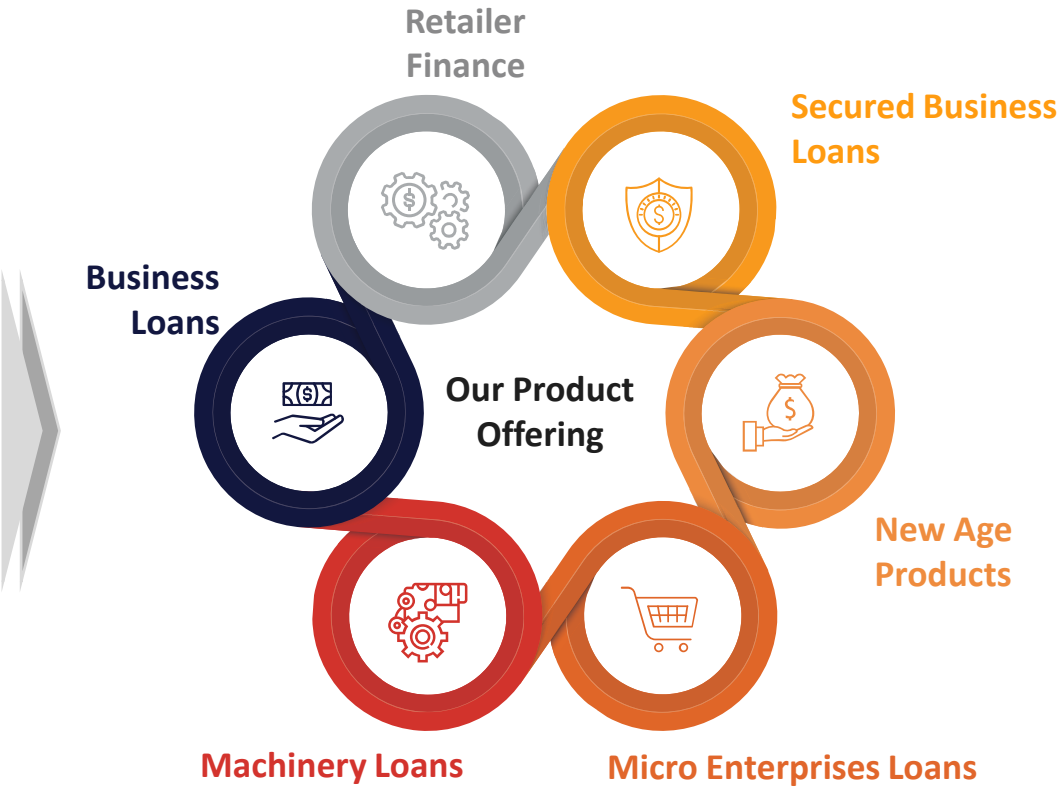 Retailer
Finance
Secured Business
Loans
Business
Loans
Our Product
Offering
New Age
Products
Machinery Loans
Micro Enterprises Loans